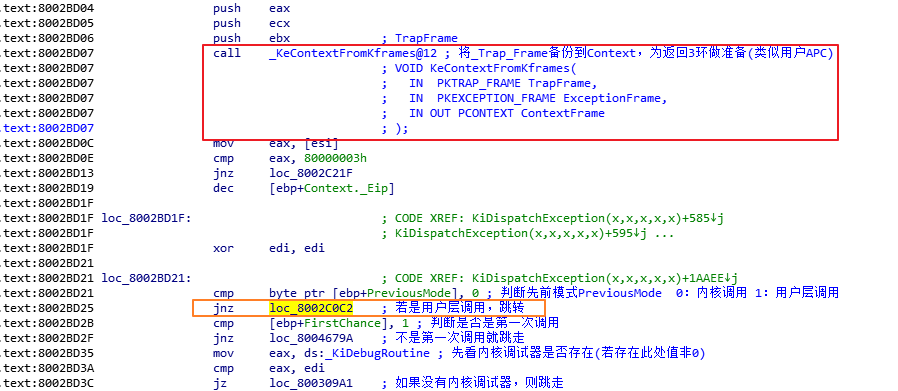 .text:8002BD04 push eax
.text:8002BD05 push ecx
.text:8002BD06 push ebx ; TrapFrame
.text:8002BD07 call _KeContextFromKframes@12 ; 将_Trap_Frame备份到Context，为返回3环做准备(类似用户APC)
.text:8002BD07 ; VOID KeContextFromKframes(
.text:8002BD07 ; IN PKTRAP_FRAME TrapFrame,
.text:8002BD07 ; IN PKEXCEPTION_FRAME ExceptionFrame,
.text:8002BD07 ; IN OUT PCONTEXT ContextFrame
.text:8002BD07 ; );
.text:8002BD0C mov eax, [esi]
.text:8002BD0E cmp eax, 80000003h
.text:8002BD13 jnz loc_8002C21F
.text:8002BD19 dec [ebp+Context._Eip]
.text:8002BD1F
.text:8002BD1F loc_8002BD1F: ; CODE XREF: KiDispatchException(x,x,x,x,x)+585↓j
.text:8002BD1F ; KiDispatchException(x,x,x,x,x)+595↓j ...
.text:8002BD1F xor edi, edi
.text:8002BD21
.text:8002BD21 loc_8002BD21: ; CODE XREF: KiDispatchException(x,x,x,x,x)+1AAEE↓j
.text:8002BD21 cmp byte ptr [ebp+PreviousMode], 0 ; 判断先前模式PreviousMode 0: 内核调用 1: 用户层调用
.text:8002BD25 jnz loc_8002C0C2 ; 若是用户层调用，跳转
.text:8002BD2B cmp [ebp+FirstChance], 1 ; 判断是否是第一次调用
.text:8002BD2F jnz loc_8004679A ; 不是第一次调用就跳走
.text:8002BD35 mov eax, ds:_KiDebugRoutine ; 先看内核调试器是否存在(若存在此处值非0)
.text:8002BD3A cmp eax, edi
.text:8002BD3C jz loc_800309A1 ; 如果没有内核调试器，则跳走